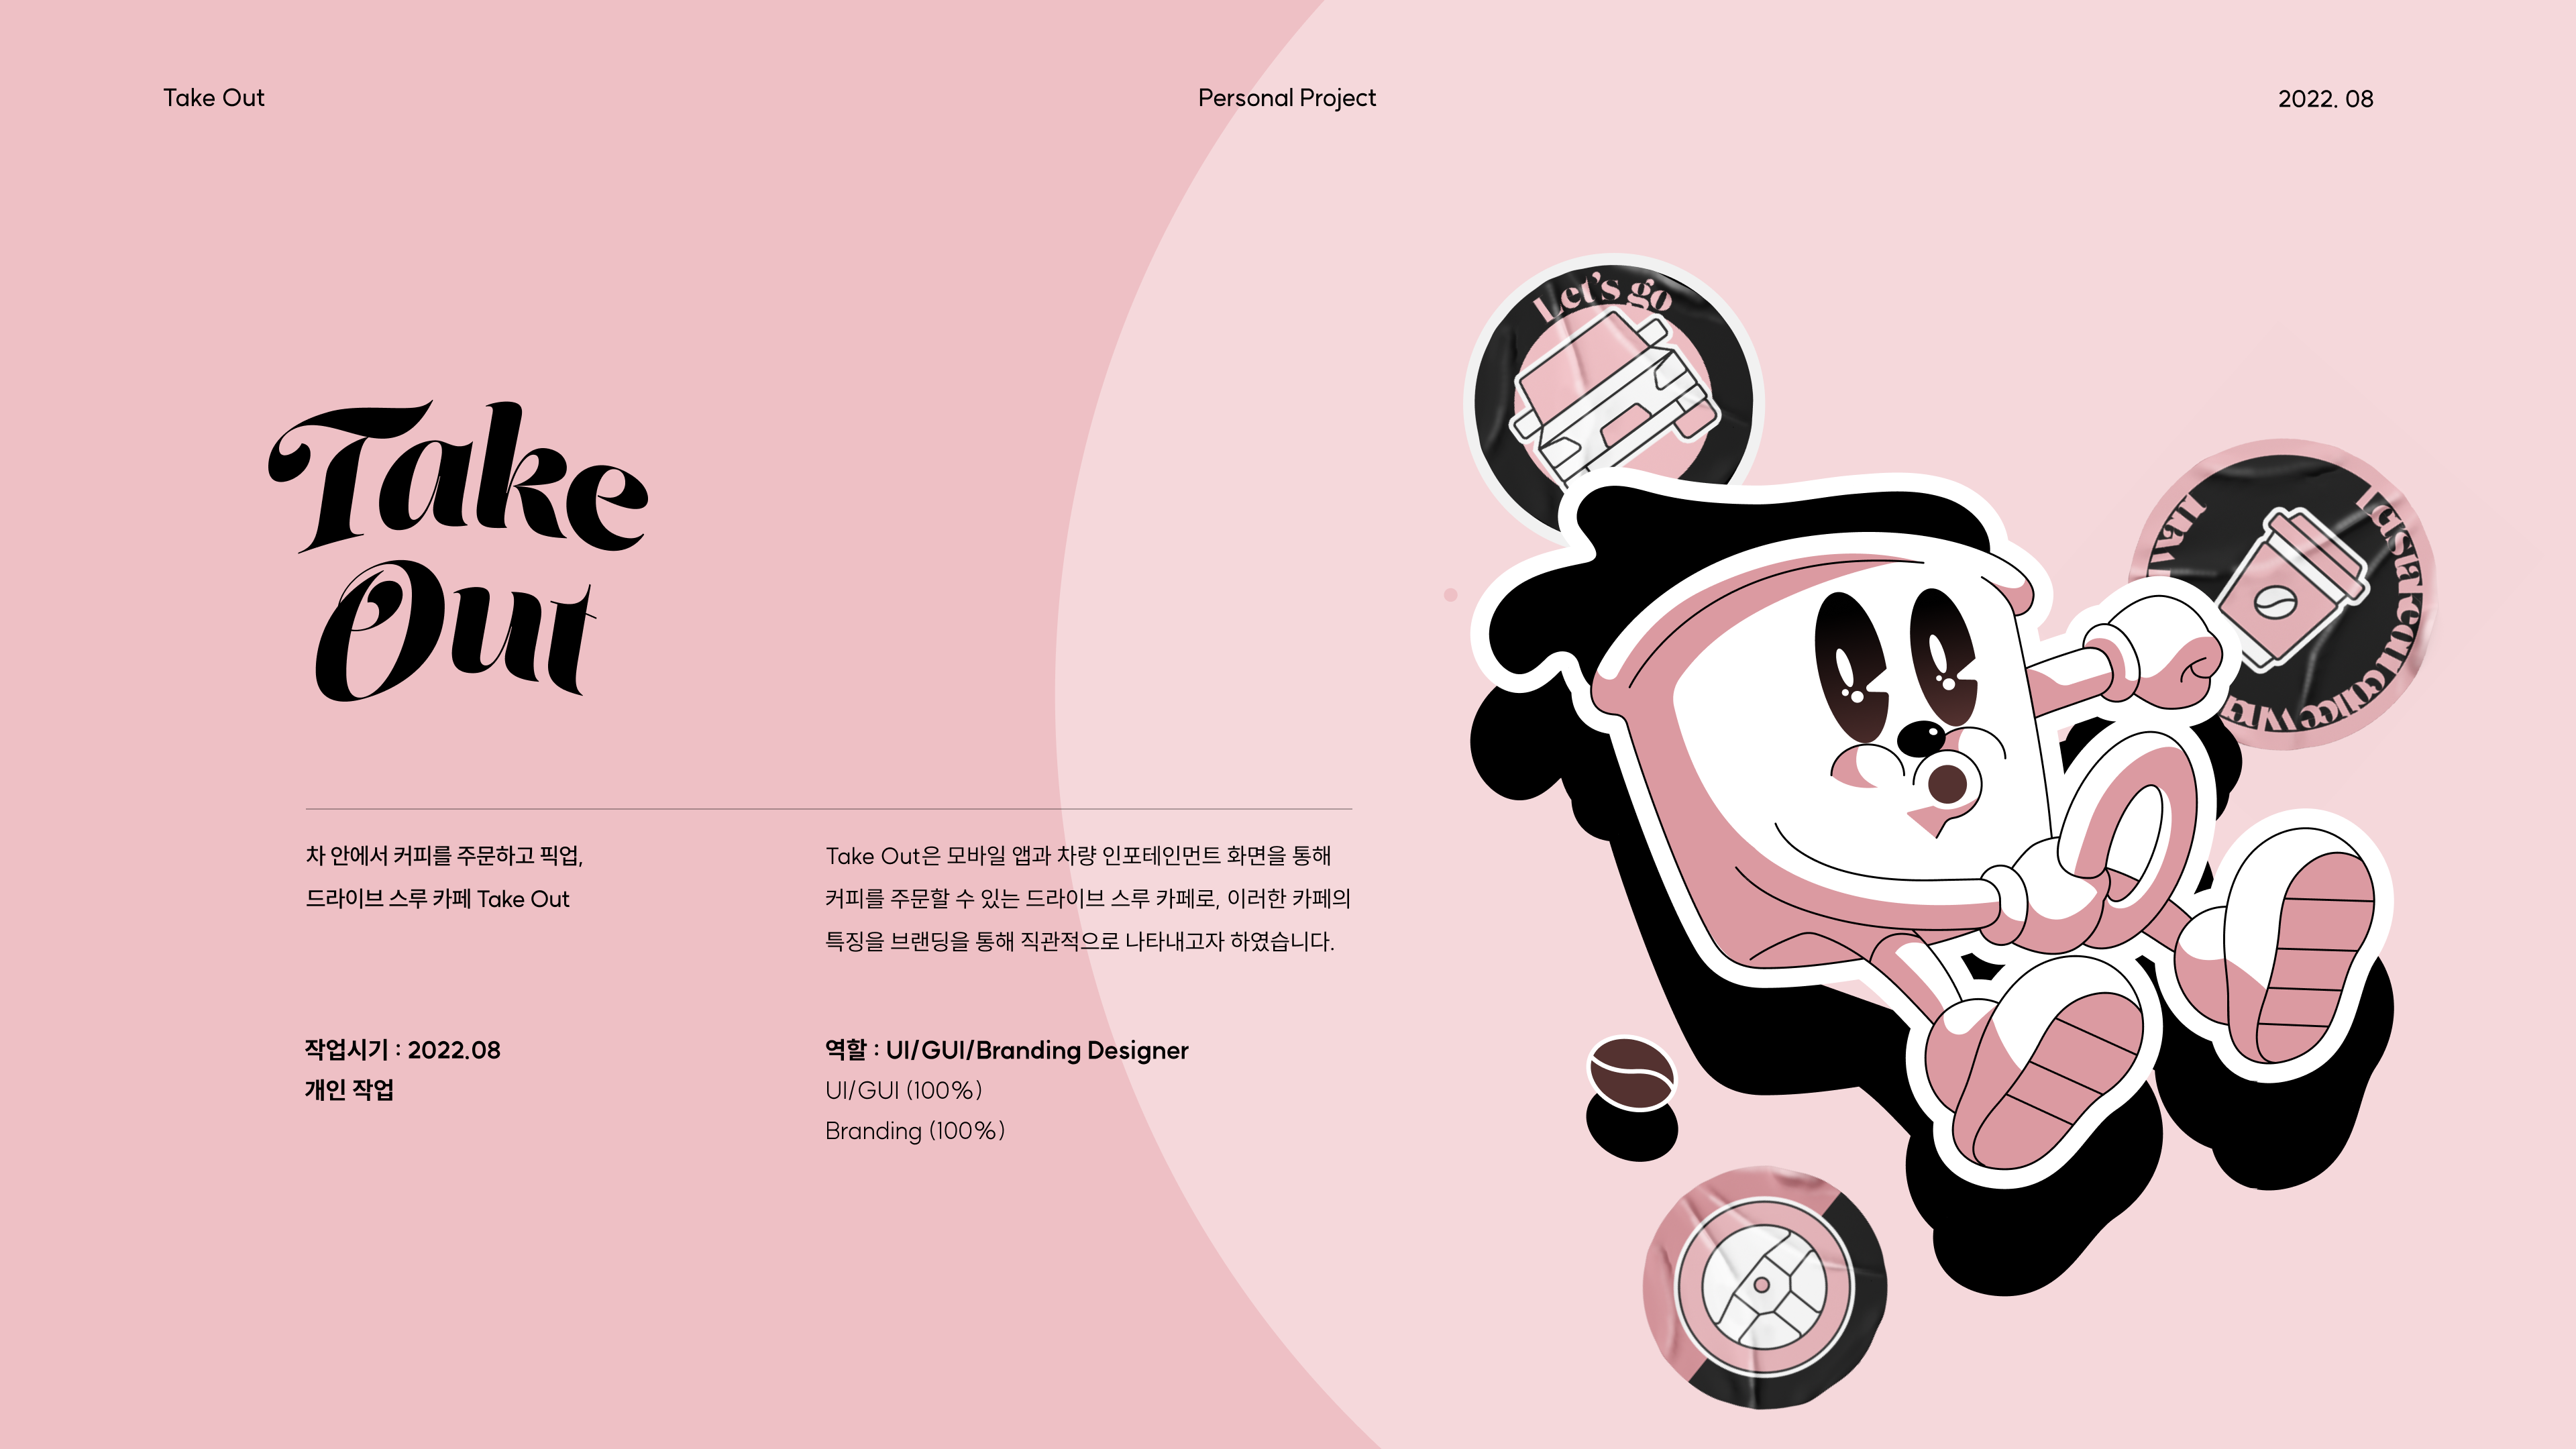 Take Out
Personal Project
2022. 08
Take
Out
차 안에서 커피를 주문하고 픽업,
드라이브 스루 카페 Take Out
Take Out은 모바일 앱과 차량 인포테인먼트 화면을 통해
커피를 주문할 수 있는 드라이브 스루 카페로, 이러한 카페의
특징을 브랜딩을 통해 직관적으로 나타내고자 하였습니다.
작업시기 : 2022.08
개인 작업
역할 : UI/GUI/Branding Designer
UI/GUI (100%)
Branding (100%)
Let's go